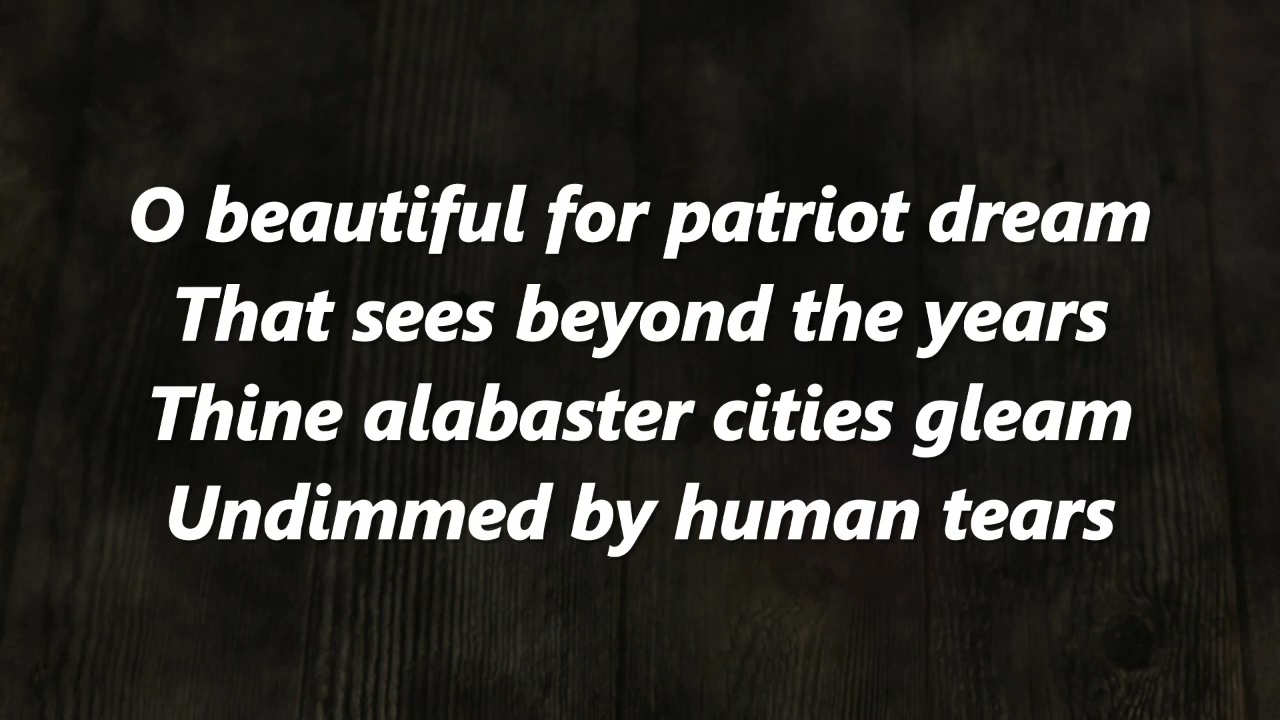 O beautiful for patriot dream
That sees beyond the years
Thine alabaster cities gleam
Undimmed by human tears